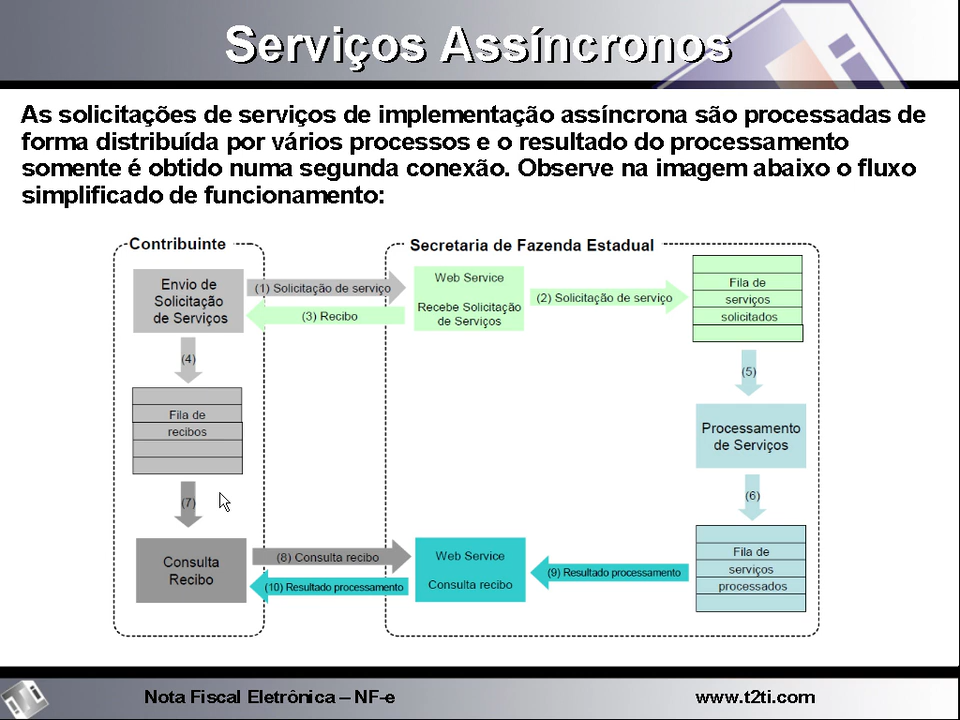 Serviços Assíncronos
As solicitações de serviços de implementação assíncrona são processadas de
forma distribuída por vários processos e o resultado do processamento
somente é obtido numa segunda conexão. Observe na imagem abaixo o fluxo
simplificado de funcionamento:
Contribuinte
Secretaria de Fazenda Estadual
Envio de
Solicitação
de Serviços
(1) Solicitação de serviço
(3) Recibo
Web Service
Recebe Solicitação
de Serviços
(2) Solicitação de serviço
Fila de
serviços
solicitados
(4)
(5)
Fila de
recibos
Processamento
de Serviços
(7)
(6)
Consulta
Recibo
(8) Consulta recibo
(10) Resultado processamento
Web Service
Consulta recibo
(9) Resultado processamento
Fila de
serviços
processados
Nota Fiscal Eletrônica – NF-e
www.t2ti.com